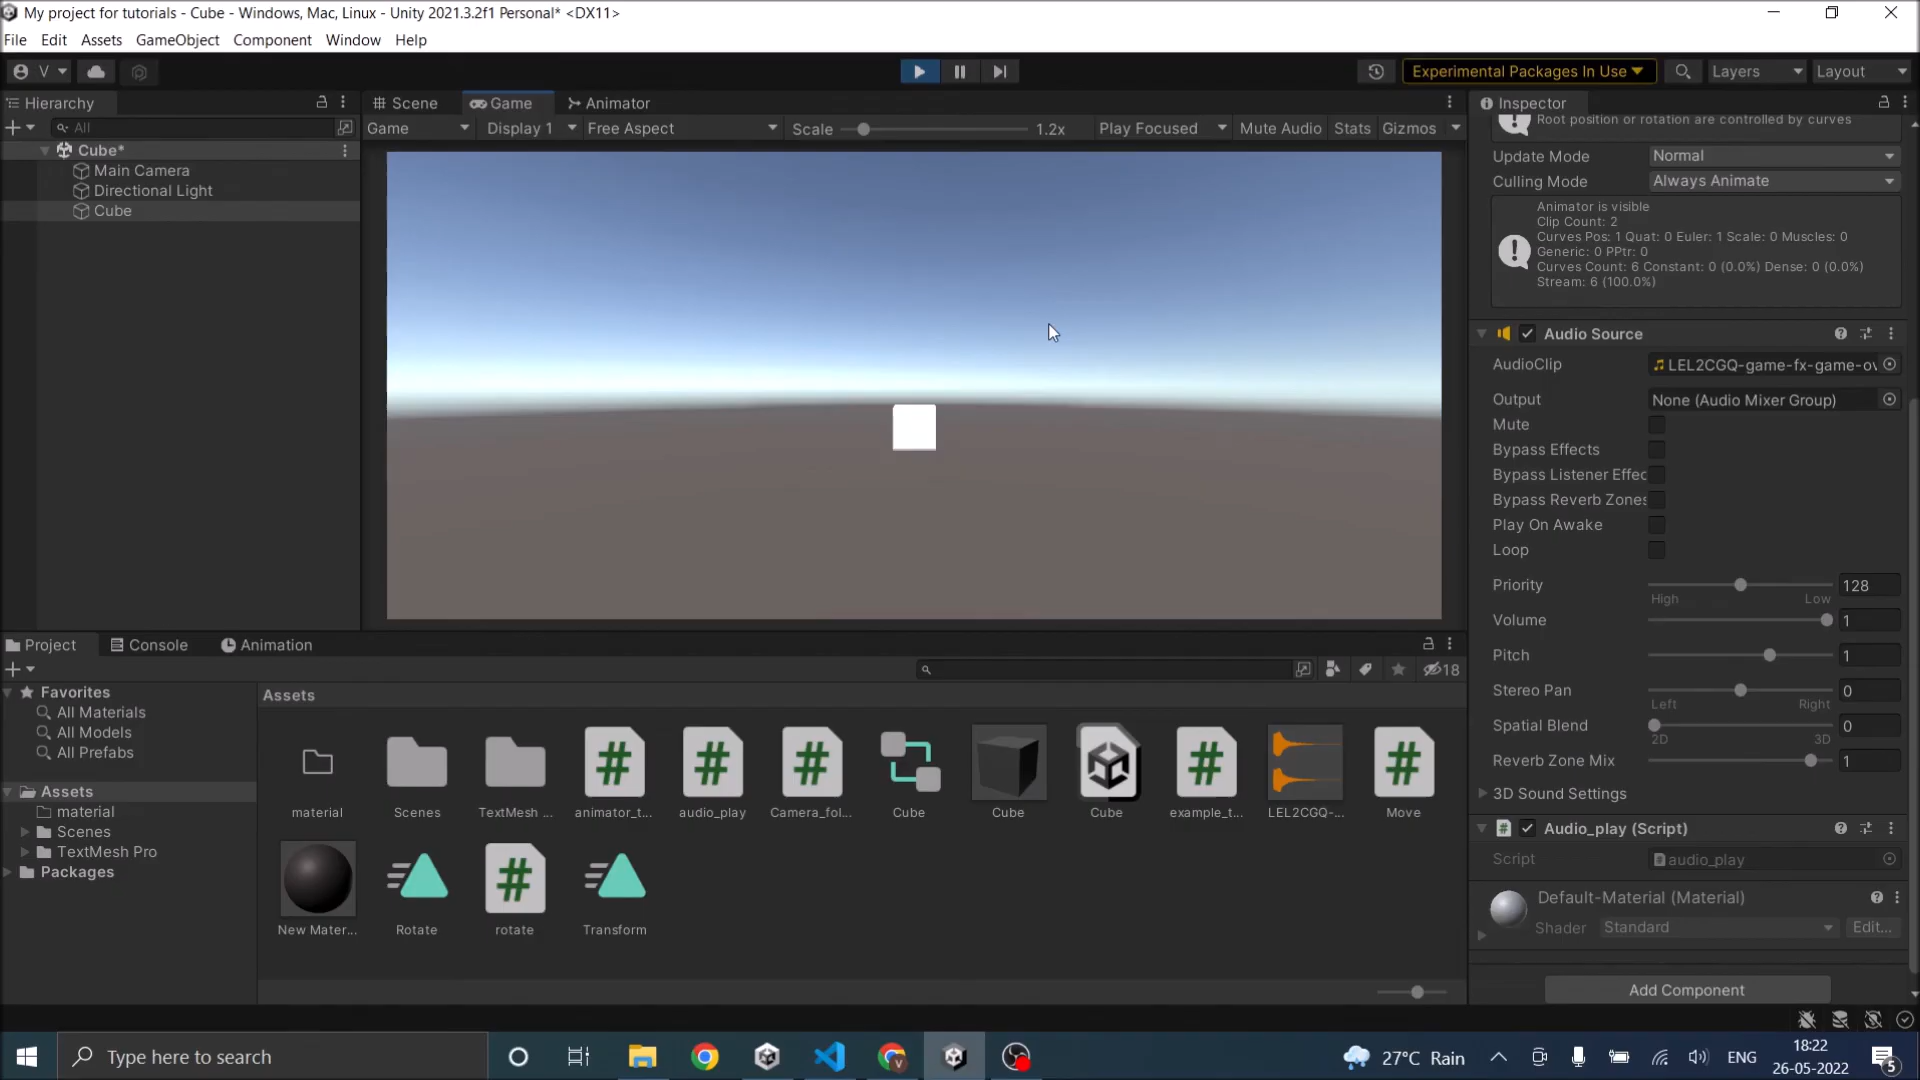 My project for tutorials - Cube - Windows, Mac, Linux - Unity 2021.3.2f1 Personal* <DX11>
File Edit Assets GameObject Component Window Help
V Experimental Packages In Use Layers Layout
Hierarchy
All
Cube*
Main Camera
Directional Light
Cube
Scene Game Animator
Game Display 1 Free Aspect Scale 1.2x Play Focused Mute Audio Stats Gizmos
Inspector
Root position or rotation are controlled by curves
Update Mode Normal
Culling Mode Always Animate
Animator is visible
Clip Count: 2
Curves Pos: 1 Quat: 0 Euler: 1 Scale: 0 Muscles: 0
Generic: 0 PPtr: 0
Curves Count: 6 Constant: 0 (0.0%) Dense: 0 (0.0%)
Stream: 6 (100.0%)
Audio Source
AudioClip LEL2CGQ-game-fx-game-ov
Output None (Audio Mixer Group)
Mute
Bypass Effects
Bypass Listener Effec
Bypass Reverb Zones
Play On Awake
Loop
Priority 128
High Low
Volume 1
Pitch 1
Stereo Pan 0
Left Right
Spatial Blend 0
2D 3D
Reverb Zone Mix 1
3D Sound Settings
Audio_play (Script)
Script audio_play
Default-Material (Material)
Shader Standard Edit...
Add Component
Project Console Animation
18
Favorites
All Materials
All Models
All Prefabs
Assets
material
Scenes
TextMesh Pro
Packages
Assets
material Scenes TextMesh ... animator_t... audio_play Camera_fol... Cube Cube Cube example_t... LEL2CGQ-... Move
New Mater... Rotate rotate Transform
Type here to search
27°C Rain
ENG
18:22
26-05-2022
5